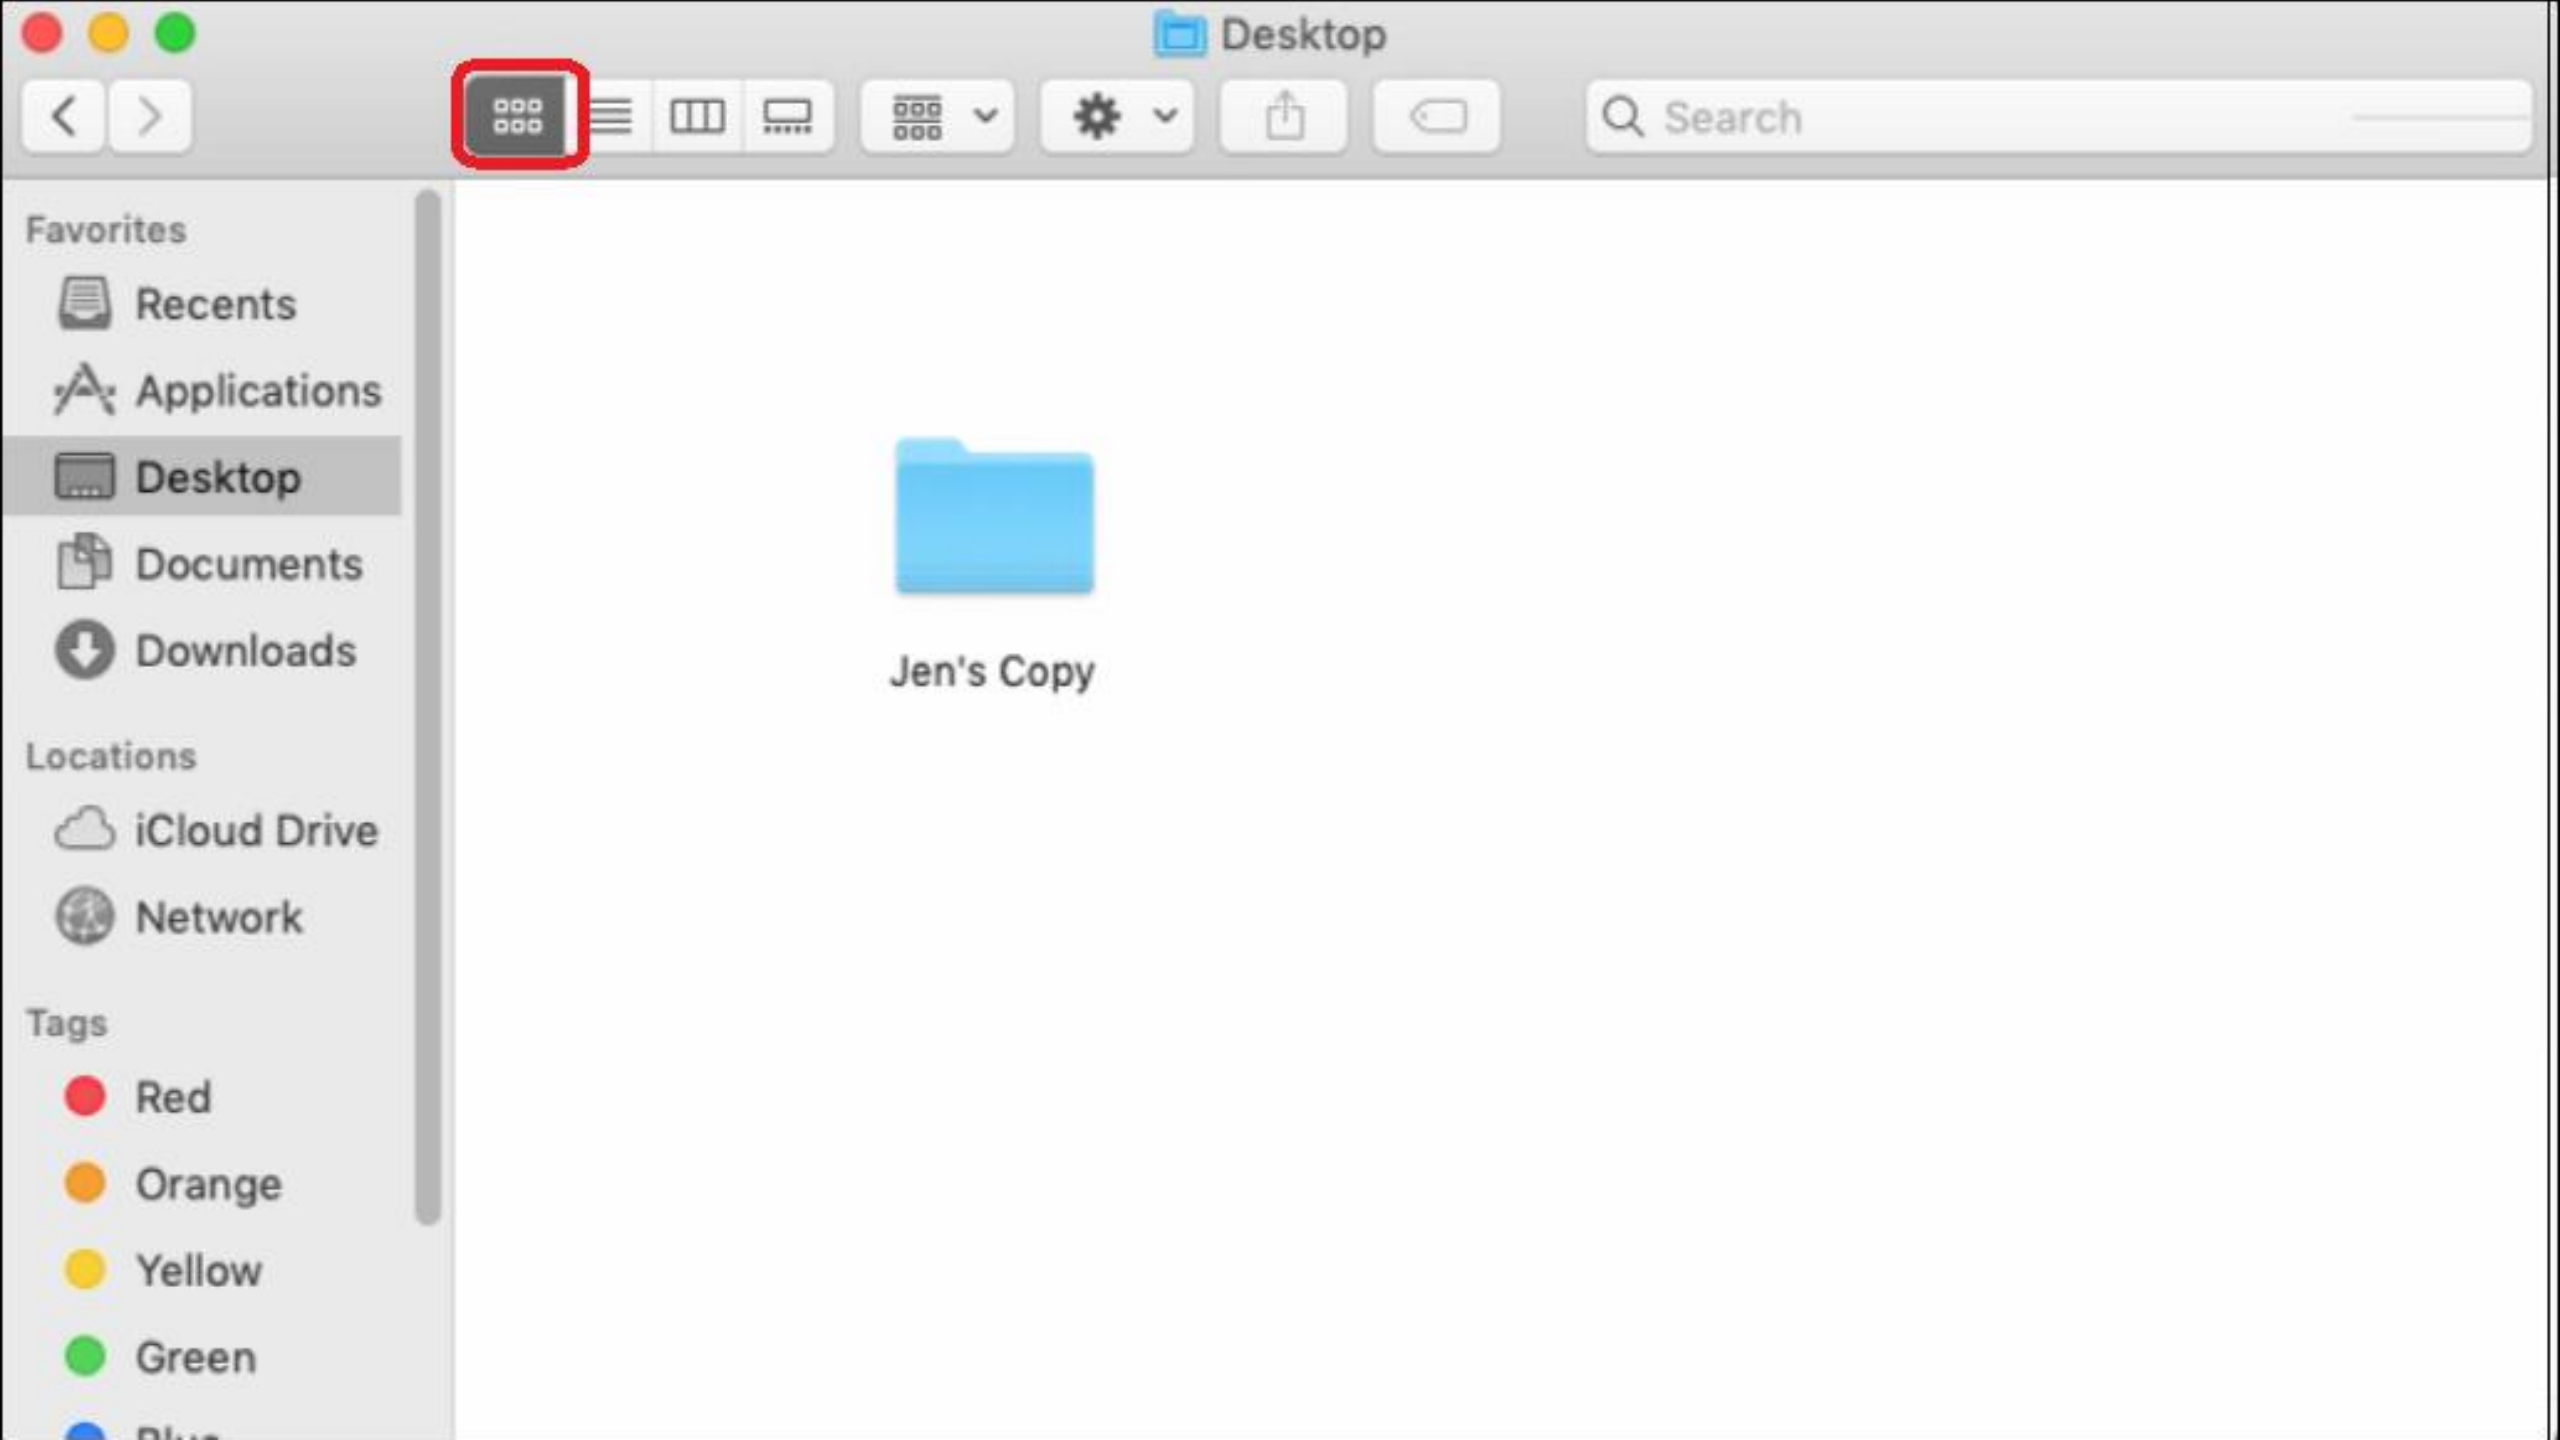 Desktop
Search
Favorites
Recents
Applications
Desktop
Documents
Downloads
Locations
iCloud Drive
Network
Tags
Red
Orange
Yellow
Green
Jen's Copy